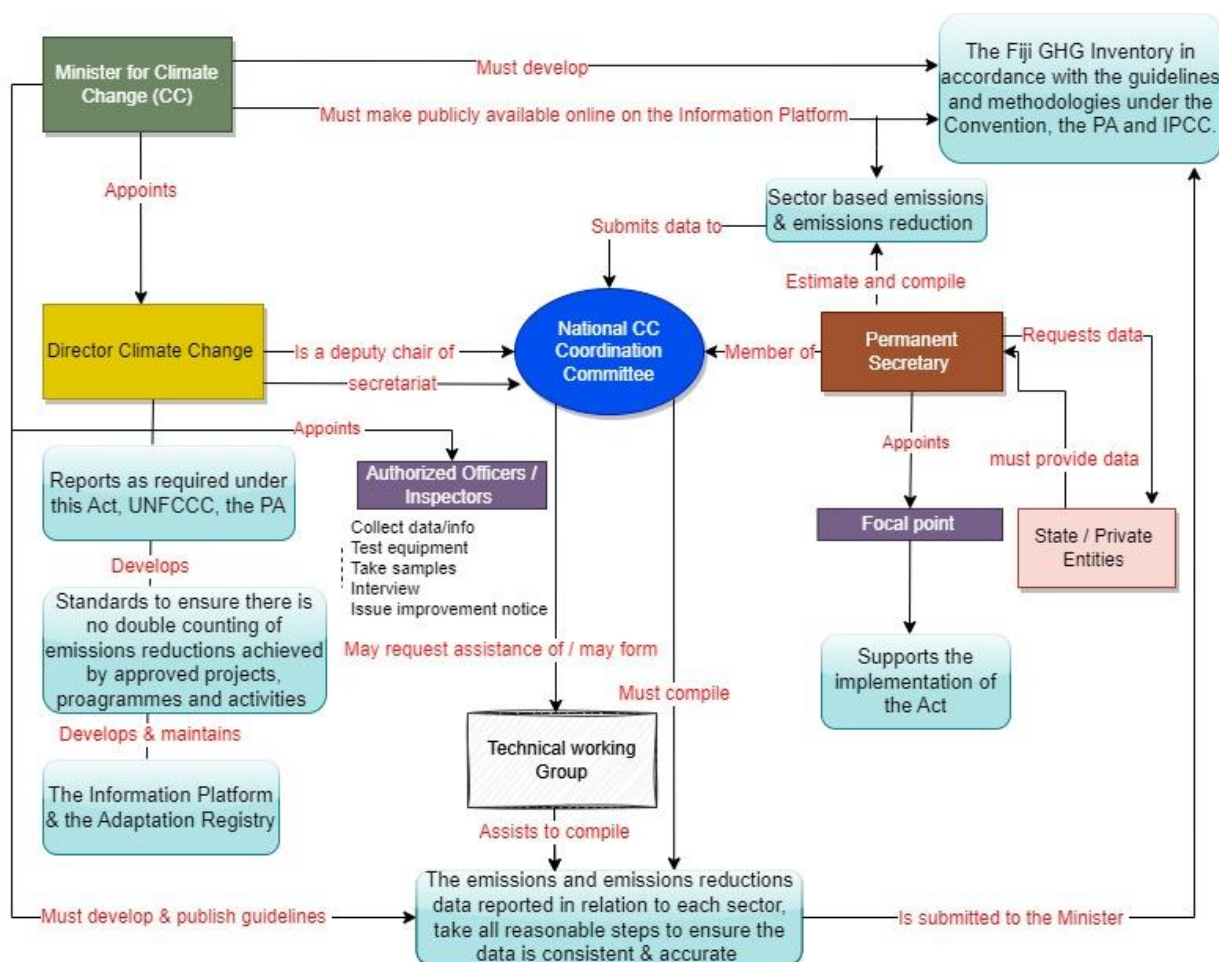 Minister for Climate
Change (CC)
Must develop
The Fiji GHG Inventory in
accordance with the guidelines
and methodologies under the
Convention, the PA and IPCC.
Must make publicly available online on the Information Platform
Appoints
Sector based emissions
& emissions reduction
Submits data to
Estimate and compile
Director Climate Change
Is a deputy chair of
secretariat
National CC
Coordination
Committee
Member of
Permanent
Secretary
Requests data
Appoints
Appoints
must provide data
Reports as required under
this Act, UNFCCC, the PA
Authorized Officers /
Inspectors
Collect data/info
Test equipment
Take samples
Interview
Issue improvement notice
Focal point
State / Private
Entities
Develops
Standards to ensure there is
no double counting of
emissions reductions achieved
by approved projects,
proagrammes and activities
May request assistance of / may form
Must compile
Supports the
implementation of
the Act
Develops & maintains
The Information Platform
& the Adaptation Registry
Technical working
Group
Assists to compile
Must develop & publish guidelines
The emissions and emissions reductions
data reported in relation to each sector,
take all reasonable steps to ensure the
data is consistent & accurate
Is submitted to the Minister